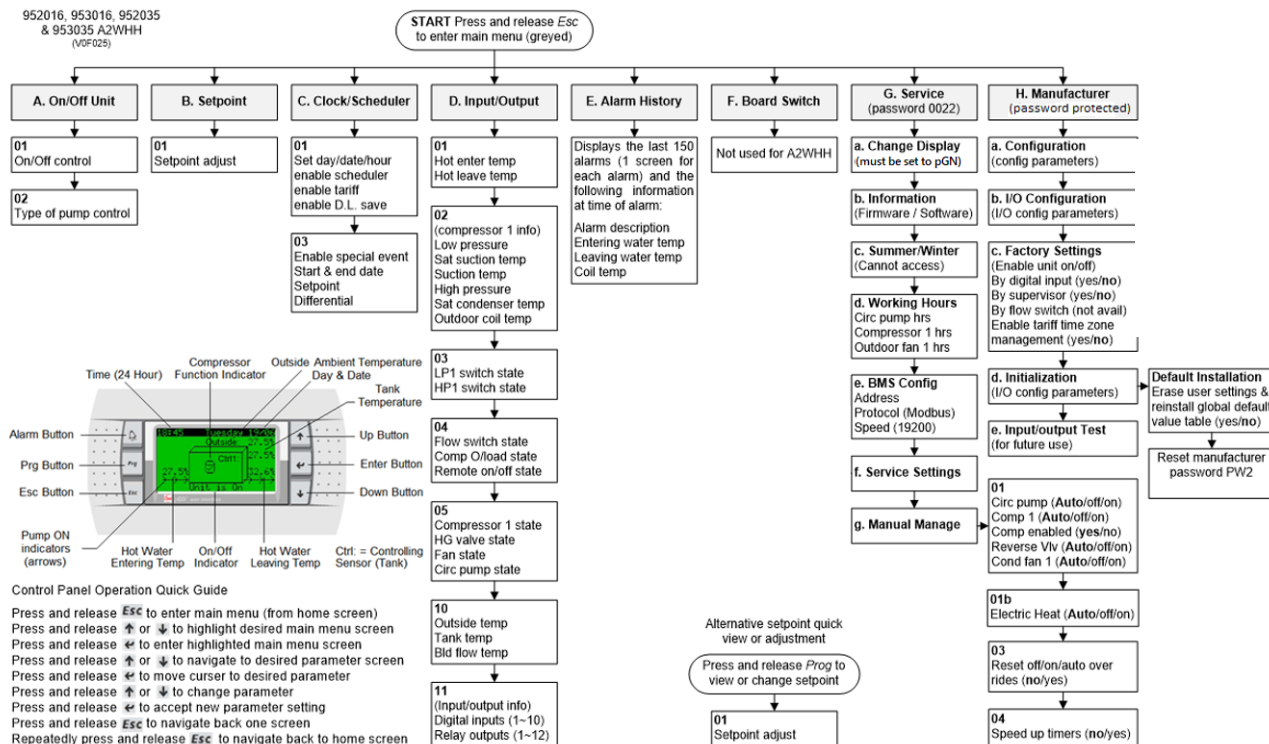 952016, 953016, 952035
& 953035 A2WHH
(V0F025)
START Press and release Esc
to enter main menu (greyed)
A. On/Off Unit
01
On/Off control
02
Type of pump control
B. Setpoint
01
Setpoint adjust
C. Clock/Scheduler
01
Set day/date/hour
enable scheduler
enable tariff
enable D.L. save
03
Enable special event
Start & end date
Setpoint
Differential
D. Input/Output
01
Hot enter temp
Hot leave temp
02
(compressor 1 info)
Low pressure
Sat suction temp
Suction temp
High pressure
Sat condenser temp
Outdoor coil temp
03
LP1 switch state
HP1 switch state
04
Flow switch state
Comp O/load state
Remote on/off state
05
Compressor 1 state
HG valve state
Fan state
Circ pump state
10
Outside temp
Tank temp
Bld flow temp
11
(Input/output info)
Digital inputs (1~10)
Relay outputs (1~12)
E. Alarm History
Displays the last 150
alarms (1 screen for
each alarm) and the
following information
at time of alarm:
Alarm description
Entering water temp
Leaving water temp
Coil temp
F. Board Switch
Not used for A2WHH
G. Service
(password 0022)
a. Change Display
(must be set to pGN)
b. Information
(Firmware / Software)
c. Summer/Winter
(Cannot access)
d. Working Hours
Circ pump hrs
Compressor 1 hrs
Outdoor fan 1 hrs
e. BMS Config
Address
Protocol (Modbus)
Speed (19200)
f. Service Settings
g. Manual Manage
H. Manufacturer
(password protected)
a. Configuration
(config parameters)
b. I/O Configuration
(I/O config parameters)
c. Factory Settings
(Enable unit on/off)
By digital input (yes/no)
By supervisor (yes/no)
By flow switch (not avail)
Enable tariff time zone
management (yes/no)
d. Initialization
(I/O config parameters)
e. Input/output Test
(for future use)
Default Installation
Erase user settings &
reinstall global default
value table (yes/no)
Reset manufacturer
password PW2
01
Circ pump (Auto/off/on)
Comp 1 (Auto/off/on)
Comp enabled (yes/no)
Reverse Vlv (Auto/off/on)
Cond fan 1 (Auto/off/on)
01b
Electric Heat (Auto/off/on)
03
Reset off/on/auto over
rides (no/yes)
04
Speed up timers (no/yes)
Time (24 Hour)
Compressor
Function Indicator
Outside Ambient Temperature
Day & Date
Tank
Temperature
Alarm Button
Prg Button
Esc Button
Up Button
Enter Button
Down Button
18:45 Tuesday 19/06
Outside: 27.5%
Ctrl: 27.5%
27.5% 32.6%
Unit is On
Prg
Esc
Pump ON
indicators
(arrows)
Hot Water
Entering Temp
On/Off
Indicator
Hot Water
Leaving Temp
Ctrl: = Controlling
Sensor (Tank)
Control Panel Operation Quick Guide
Press and release Esc to enter main menu (from home screen)
Press and release ↑ or ↓ to highlight desired main menu screen
Press and release ↵ to enter highlighted main menu screen
Press and release ↑ or ↓ to navigate to desired parameter screen
Press and release ↵ to move curser to desired parameter
Press and release ↑ or ↓ to change parameter
Press and release ↵ to accept new parameter setting
Press and release Esc to navigate back one screen
Repeatedly press and release Esc to navigate back to home screen
Alternative setpoint quick
view or adjustment
Press and release Prog to
view or change setpoint
01
Setpoint adjust